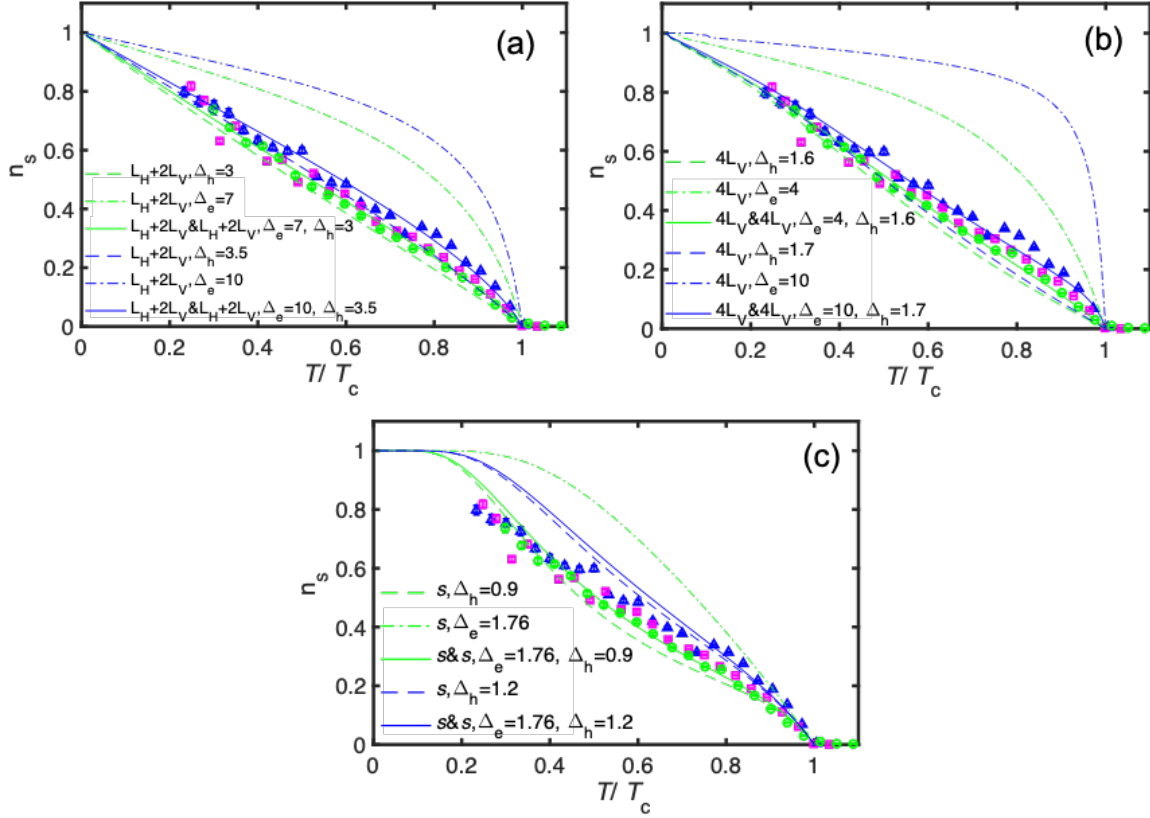 (a)
1
0.8
0.6
0.4
0.2
0
n_s
L_H+2L_V,Δ_h=3
L_H+2L_V,Δ_e=7
L_H+2L_V&L_H+2L_V,Δ_e=7, Δ_h=3
L_H+2L_V,Δ_h=3.5
L_H+2L_V,Δ_e=10
L_H+2L_V&L_H+2L_V,Δ_e=10, Δ_h=3.5
0 0.2 0.4 0.6 0.8 1
T/ T_c
(b)
1
0.8
0.6
0.4
0.2
0
n_s
4L_V,Δ_h=1.6
4L_V,Δ_e=4
4L_V&4L_V,Δ_e=4, Δ_h=1.6
4L_V,Δ_h=1.7
4L_V,Δ_e=10
4L_V&4L_V,Δ_e=10, Δ_h=1.7
0 0.2 0.4 0.6 0.8 1
T/ T_c
(c)
1
0.8
0.6
0.4
0.2
0
n_s
s,Δ_h=0.9
s,Δ_e=1.76
s&s,Δ_e=1.76, Δ_h=0.9
s,Δ_h=1.2
s&s,Δ_e=1.76, Δ_h=1.2
0 0.2 0.4 0.6 0.8 1
T/ T_c